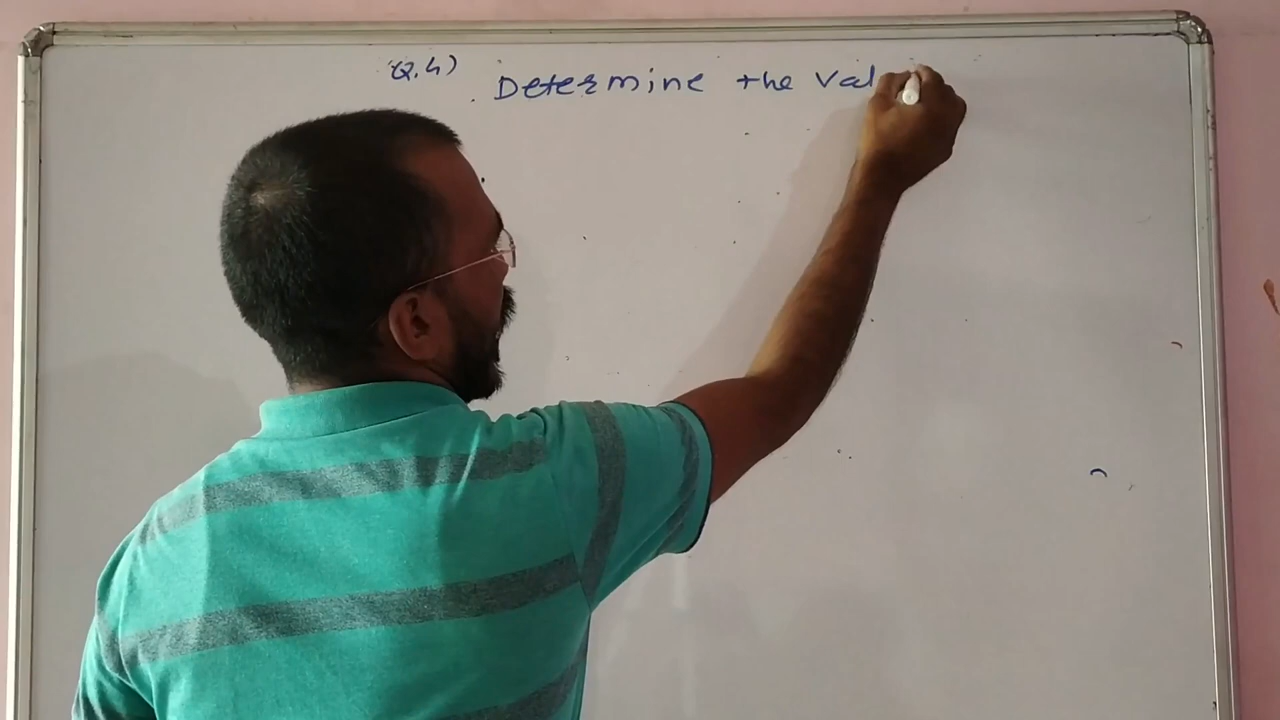 Q.4) Determine the Val